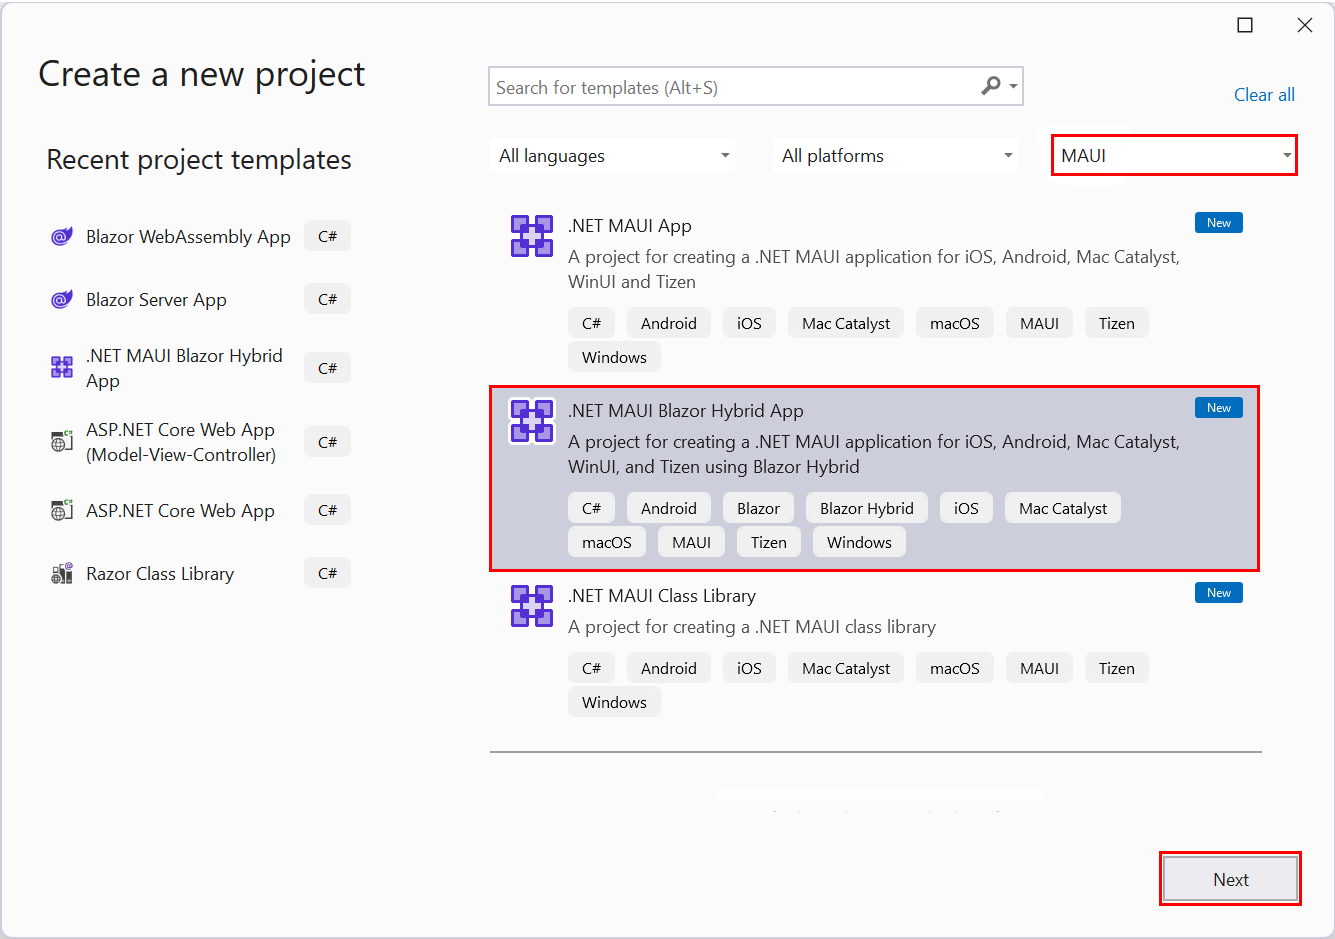 Create a new project
Search for templates (Alt+S)
Clear all
Recent project templates
All languages
All platforms
MAUI
Blazor WebAssembly App
C#
Blazor Server App
C#
.NET MAUI Blazor Hybrid
App
C#
ASP.NET Core Web App
(Model-View-Controller)
C#
ASP.NET Core Web App
C#
Razor Class Library
C#
.NET MAUI App
New
A project for creating a .NET MAUI application for iOS, Android, Mac Catalyst,
WinUI and Tizen
C# Android iOS Mac Catalyst macOS MAUI Tizen
Windows
.NET MAUI Blazor Hybrid App
New
A project for creating a .NET MAUI application for iOS, Android, Mac Catalyst,
WinUI, and Tizen using Blazor Hybrid
C# Android Blazor Blazor Hybrid iOS Mac Catalyst
macOS MAUI Tizen Windows
.NET MAUI Class Library
New
A project for creating a .NET MAUI class library
C# Android iOS Mac Catalyst macOS MAUI Tizen
Windows
Next